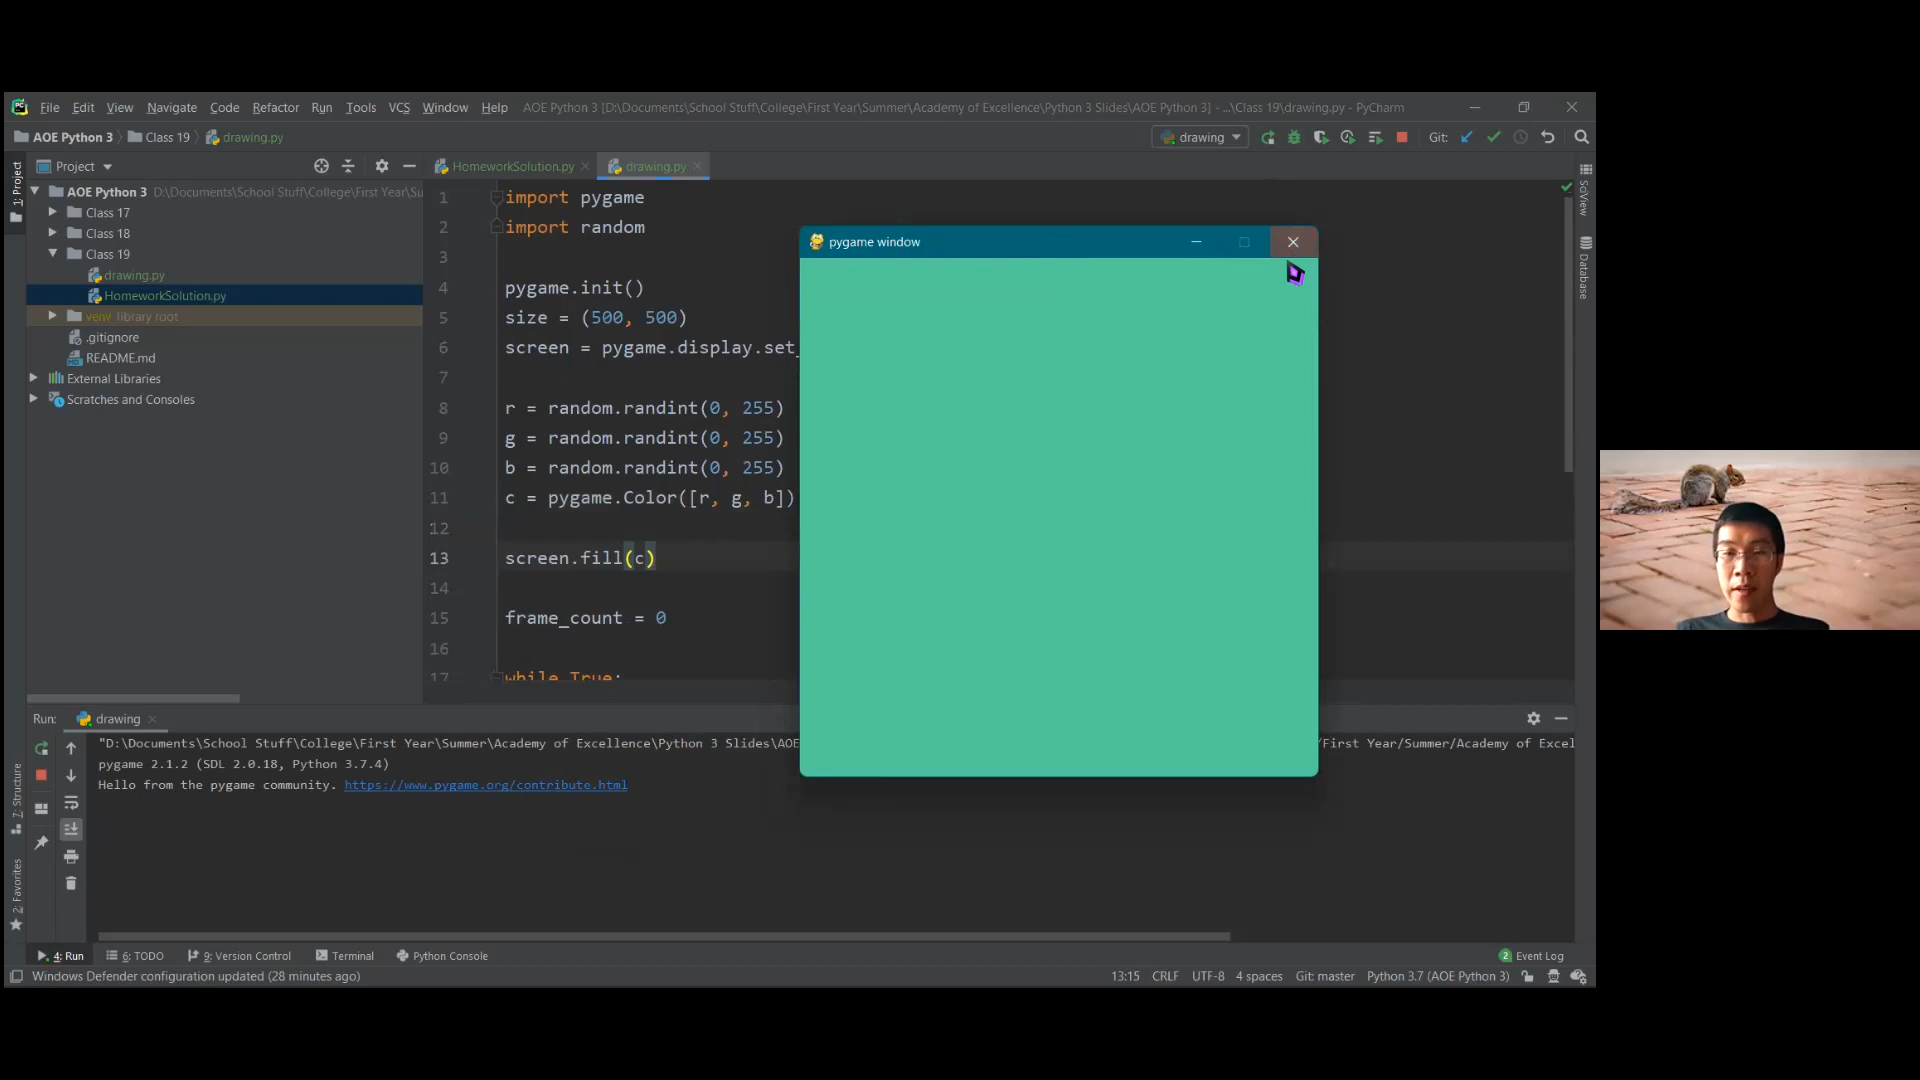 File Edit View Navigate Code Refactor Run Tools VCS Window Help AOE Python 3 [D:\Documents\School Stuff\College\First Year\Summer\Academy of Excellence\Python 3 Slides\AOE Python 3] - ...\Class 19\drawing.py - PyCharm
AOE Python 3 Class 19 drawing.py drawing Git:
Project HomeworkSolution.py drawing.py
1: Project
AOE Python 3 D:\Documents\School Stuff\College\First Year\Su
Class 17
Class 18
Class 19
drawing.py
HomeworkSolution.py
venv library root
.gitignore
README.md
External Libraries
Scratches and Consoles
1 import pygame
2 import random
3
4 pygame.init()
5 size = (500, 500)
6 screen = pygame.display.set_
7
8 r = random.randint(0, 255)
9 g = random.randint(0, 255)
10 b = random.randint(0, 255)
11 c = pygame.Color([r, g, b])
12
13 screen.fill(c)
14
15 frame_count = 0
16
17 while True:
pygame window
SciView
Database
Run: drawing
"D:\Documents\School Stuff\College\First Year\Summer\Academy of Excellence\Python 3 Slides\AOE /First Year/Summer/Academy of Excel
pygame 2.1.2 (SDL 2.0.18, Python 3.7.4)
Hello from the pygame community. https://www.pygame.org/contribute.html
7: Structure
2: Favorites
4: Run 6: TODO 9: Version Control Terminal Python Console 2 Event Log
Windows Defender configuration updated (28 minutes ago) 13:15 CRLF UTF-8 4 spaces Git: master Python 3.7 (AOE Python 3)